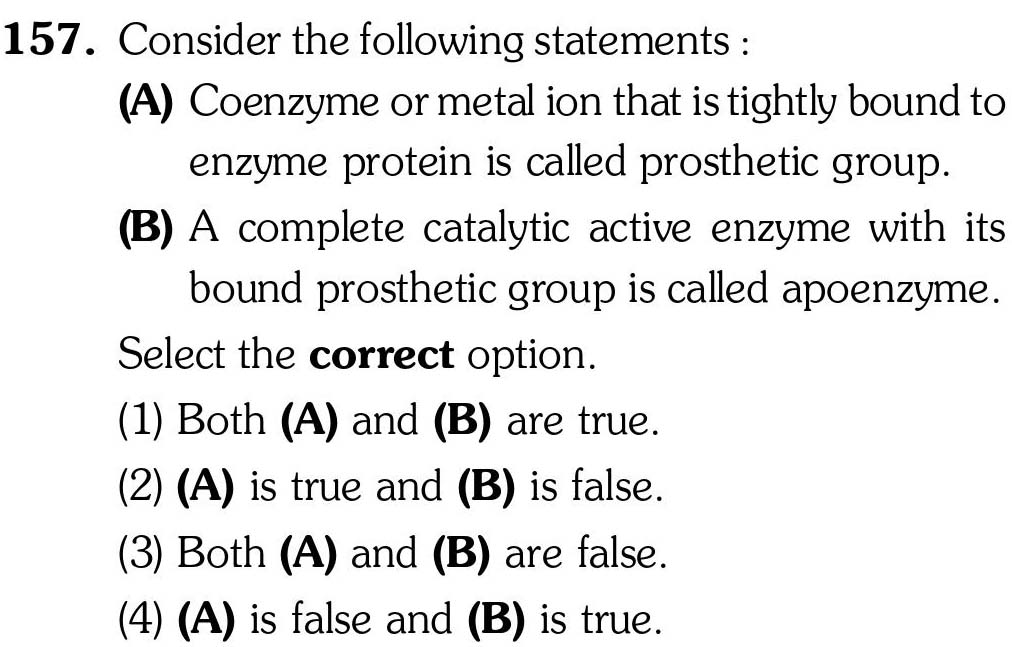 157. Consider the following statements :
(A) Coenzyme or metal ion that is tightly bound to
enzyme protein is called prosthetic group.
(B) A complete catalytic active enzyme with its
bound prosthetic group is called apoenzyme.
Select the correct option.
(1) Both (A) and (B) are true.
(2) (A) is true and (B) is false.
(3) Both (A) and (B) are false.
(4) (A) is false and (B) is true.